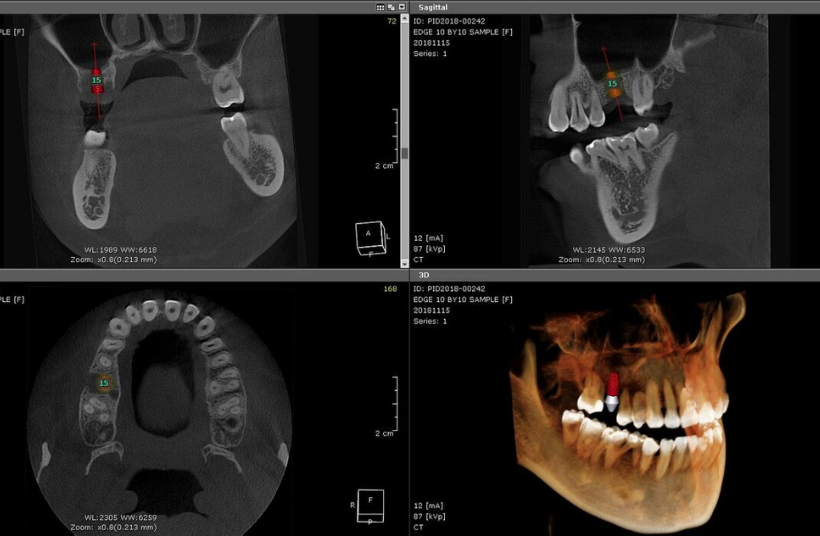 72
PLE [F]
15
2 cm
A
L
F
WL:1989 WW:6618
Zoom: x0.8(0.213 mm)
Sagittal
ID: PID2018-00242
EDGE 10 BY10 SAMPLE [F]
20181115
Series: 1
15
12 [mA]
87 [kVp]
CT
WL:2145 WW:6533
Zoom: x0.8(0.213 mm)
168
PLE [F]
15
2 cm
R
F
P
WL:2305 WW:6259
Zoom: x0.8(0.213 mm)
3D
ID: PID2018-00242
EDGE 10 BY10 SAMPLE [F]
20181115
Series: 1
12 [mA]
87 [kVp]
CT